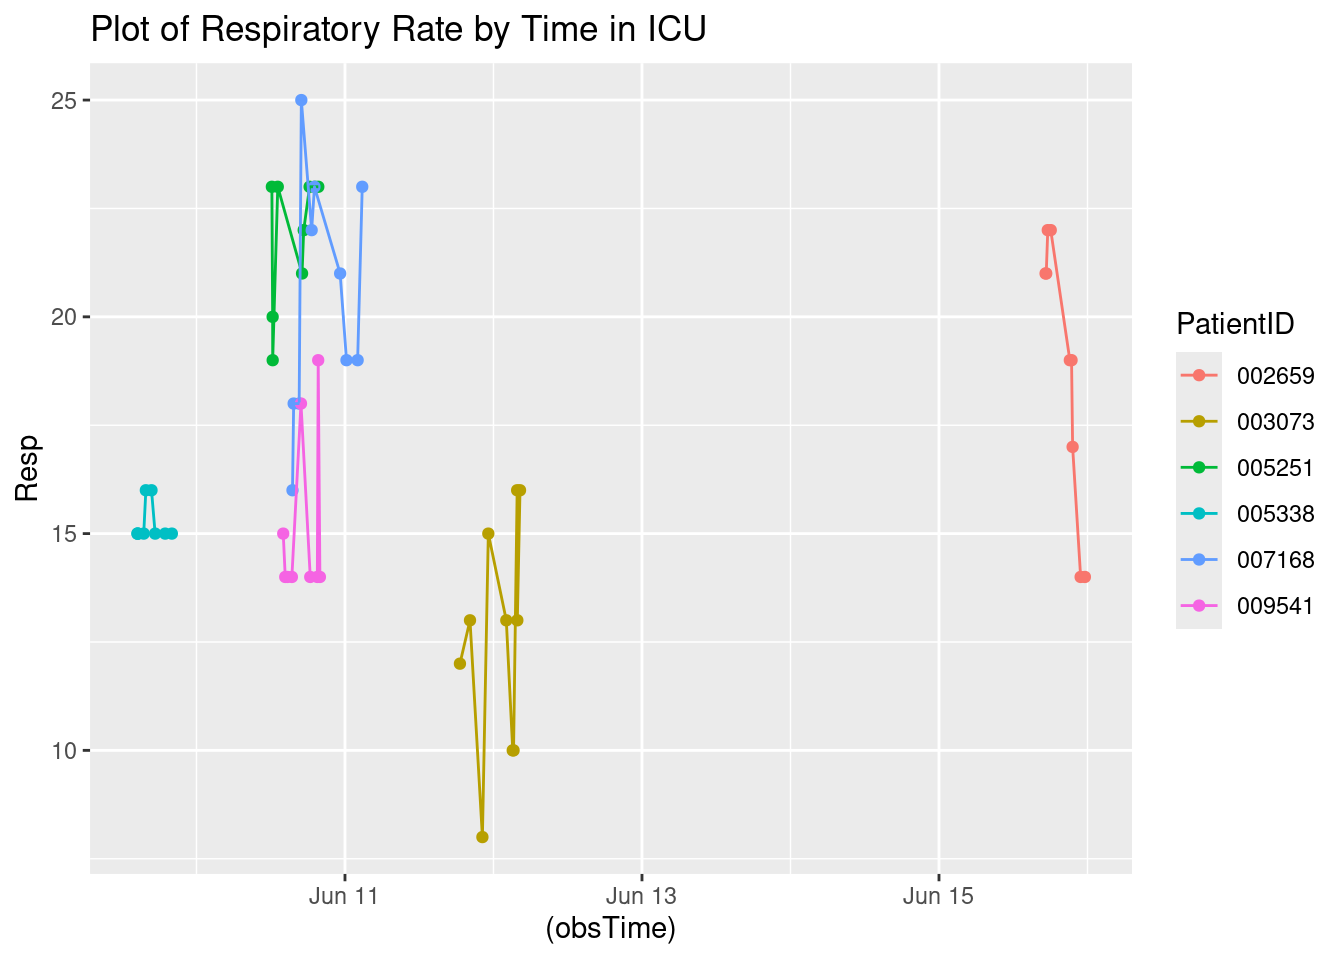 Plot of Respiratory Rate by Time in ICU
25
20
15
10
Resp
Jun 11
Jun 13
Jun 15
(obsTime)
PatientID
002659
003073
005251
005338
007168
009541